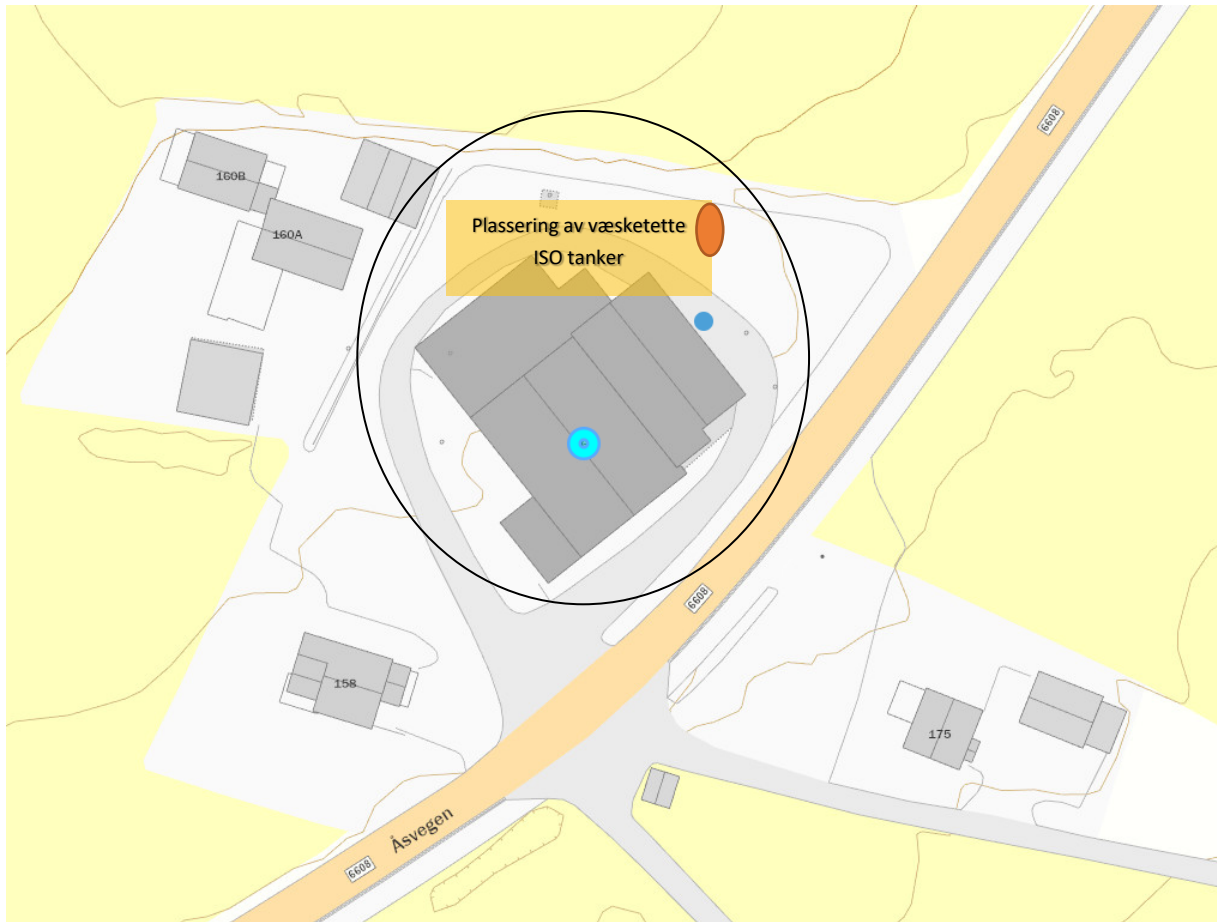 6608
160B
160A
Plassering av væsketette
ISO tanker
6608
158
175
Åsvegen
6608